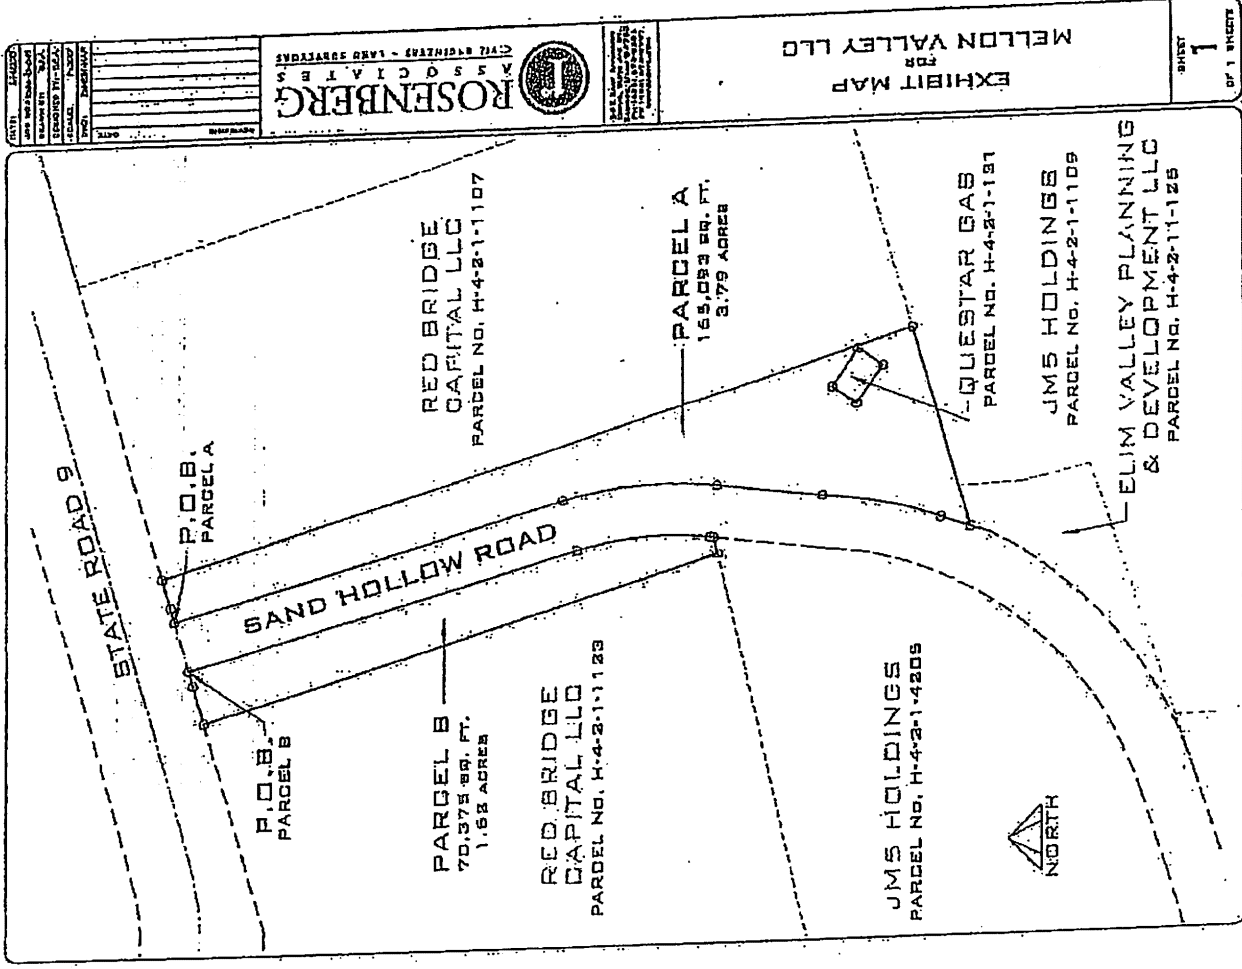 STATE ROAD 9
P.O.B.
PARCEL A
SAND HOLLOW ROAD
P.O.B.
PARCEL B
PARCEL B
70,375 SQ. FT.
1.62 ACRES
RED BRIDGE
CAPITAL LLC
PARCEL No. H-4-2-1-1123
RED BRIDGE
CAPITAL LLC
PARCEL No. H-4-2-1-1107
PARCEL A
165,093 SQ. FT.
3.79 ACRES
QUESTAR GAS
PARCEL No. H-4-2-1-131
JMS HOLDINGS
PARCEL No. H-4-2-1-1109
ELIM VALLEY PLANNING
& DEVELOPMENT LLC
PARCEL No. H-4-2-11-125
JMS HOLDINGS
PARCEL No. H-4-2-1-4205
NORTH
DATE
REVISIONS
ROSENBERG
ASSOCIATES
CIVIL ENGINEERS - LAND SURVEYORS
EXHIBIT MAP
FOR
MELLON VALLEY LLC
SHEET
1
OF 1 SHEETS